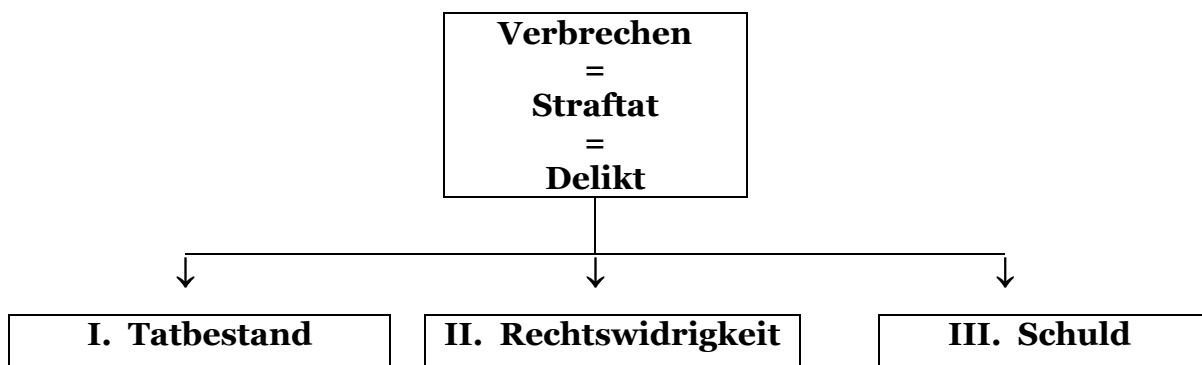 Verbrechen
=
Straftat
=
Delikt
I. Tatbestand
II. Rechtswidrigkeit
III. Schuld